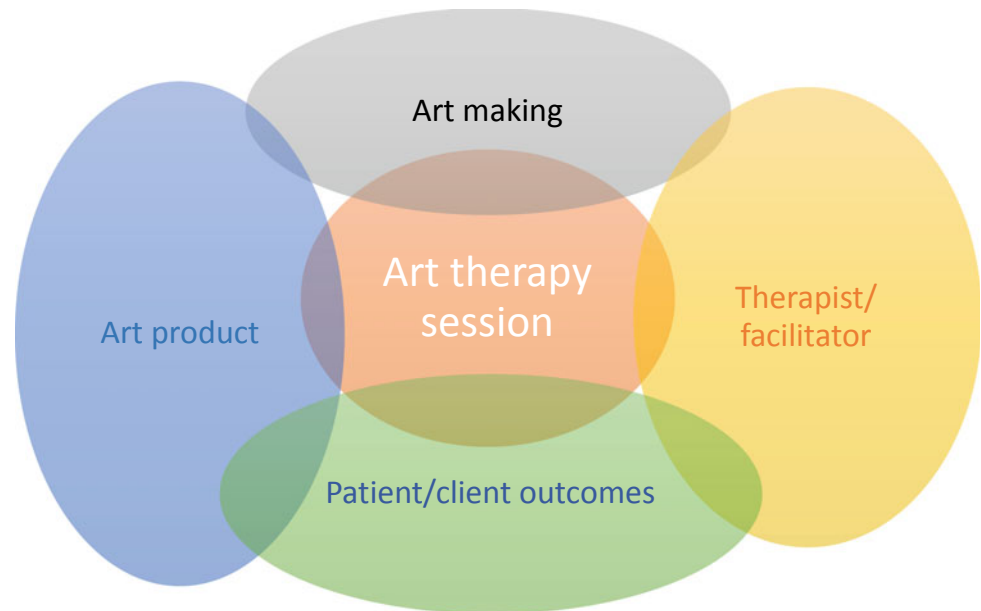 Art making
Art therapy
session
Art product
Therapist/
facilitator
Patient/client outcomes